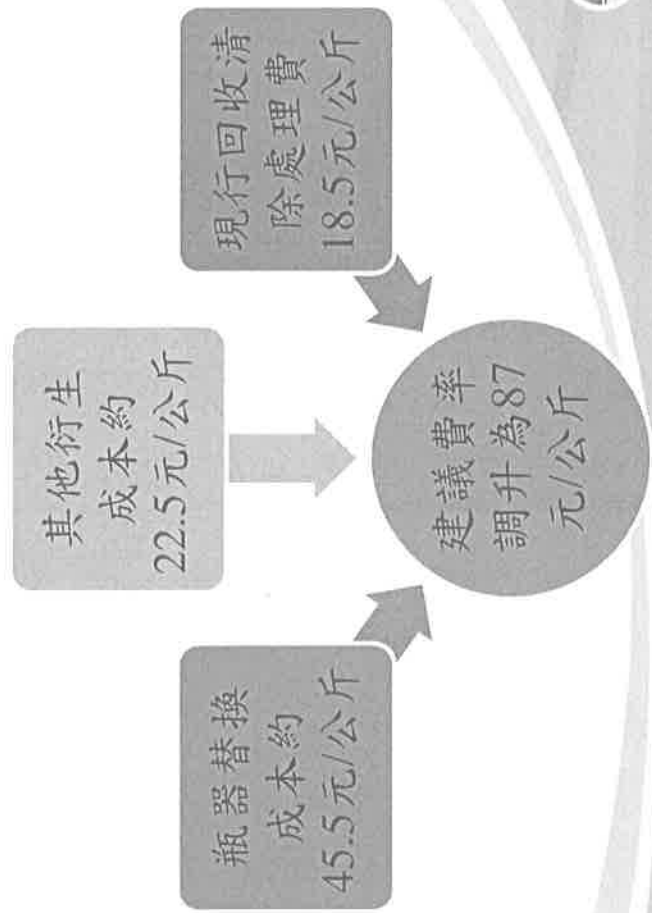 瓶器替換
成本約
45.5元/公斤
其他衍生
成本約
22.5元/公斤
現行回收清
除處理費
18.5元/公斤
建議費率
調升為87
元/公斤